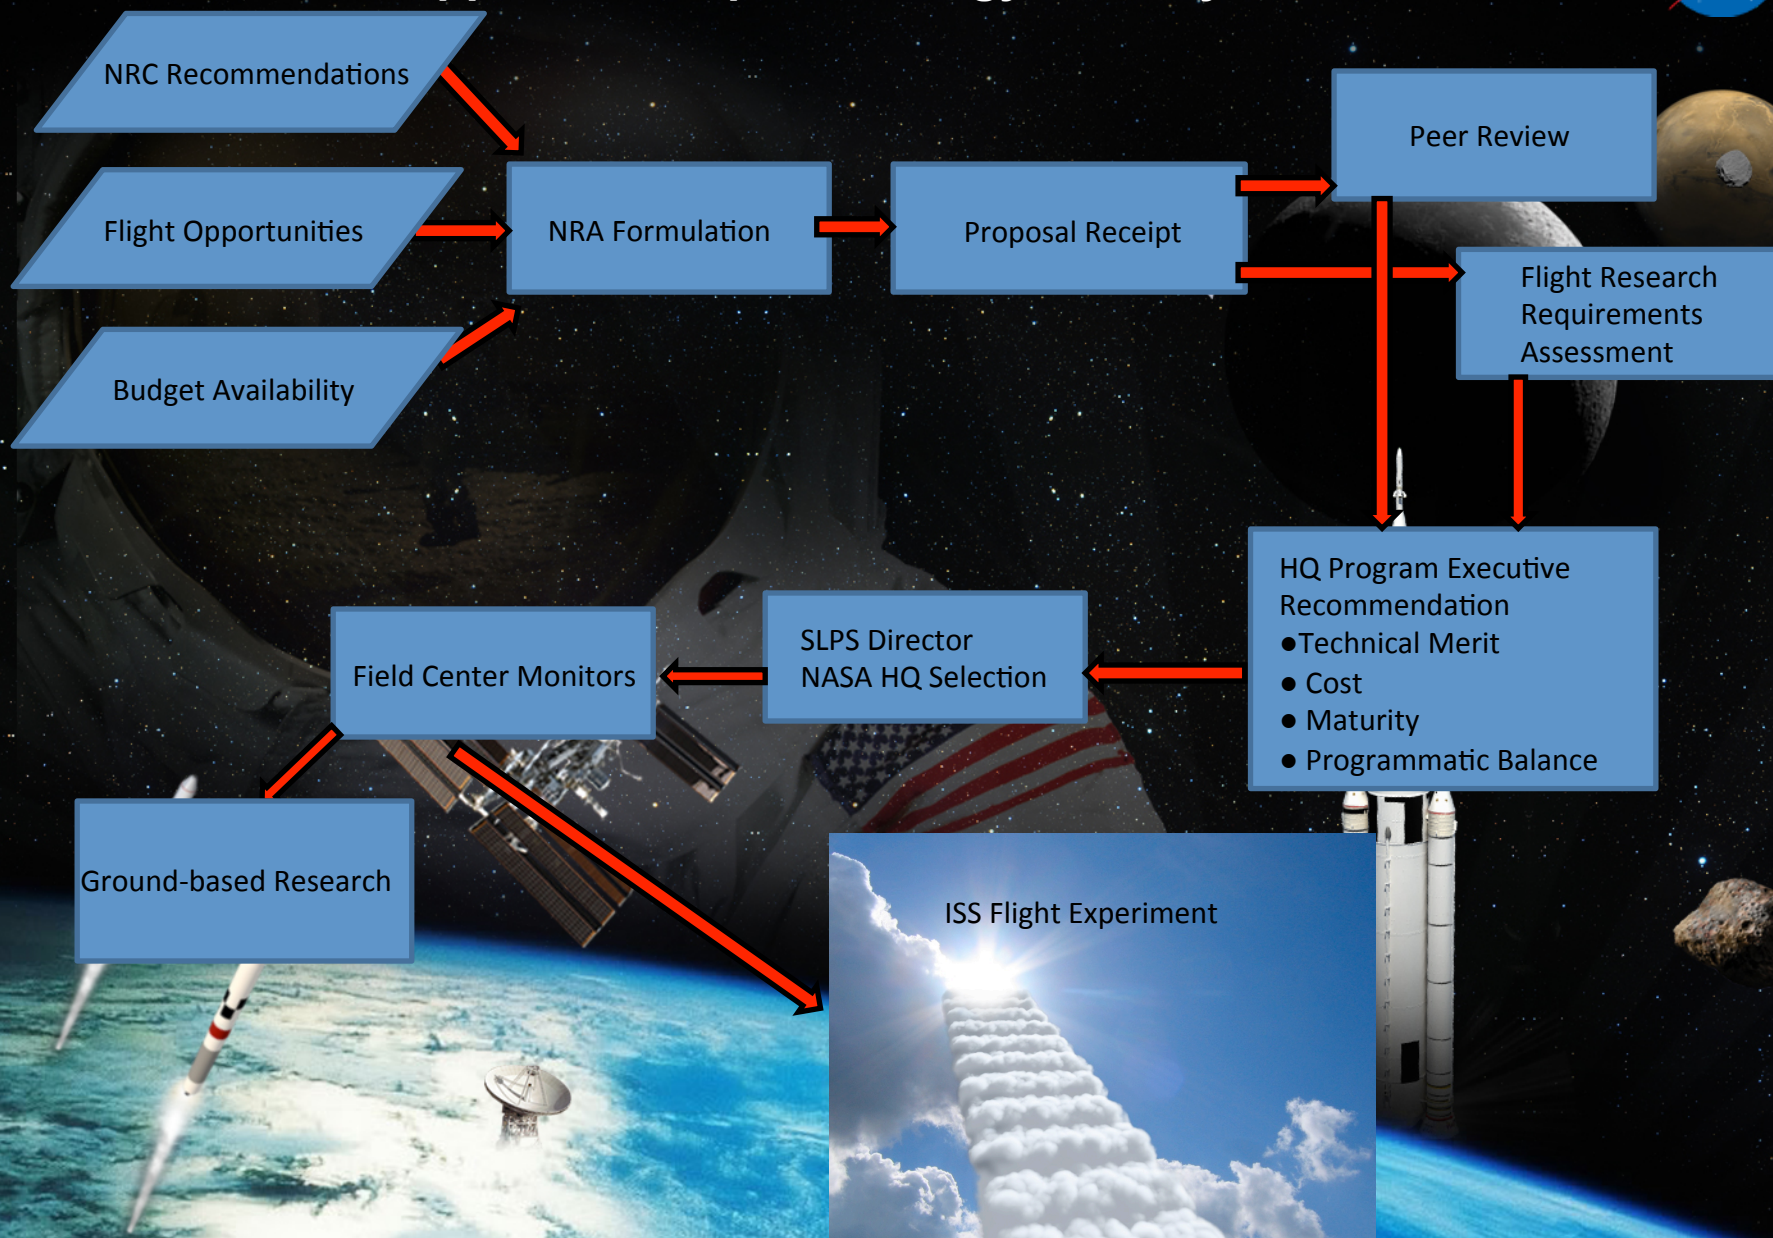 NRC Recommendations
Peer Review
Flight Opportunities
NRA Formulation
Proposal Receipt
Flight Research
Requirements
Assessment
Budget Availability
HQ Program Executive
Recommendation
●Technical Merit
● Cost
● Maturity
● Programmatic Balance
SLPS Director
NASA HQ Selection
Field Center Monitors
Ground-based Research
ISS Flight Experiment